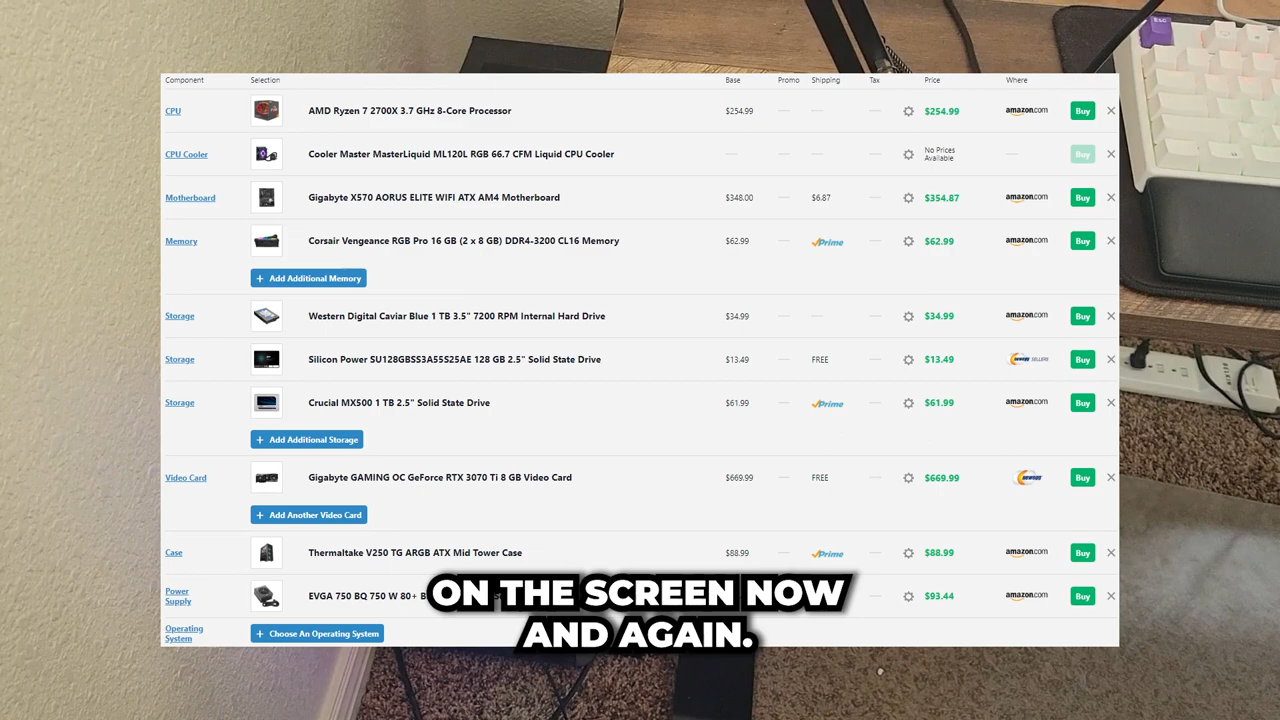 Component Selection Base Promo Shipping Tax Price Where
CPU AMD Ryzen 7 2700X 3.7 GHz 8-Core Processor $254.99 — — — $254.99 amazon.com Buy
CPU Cooler Cooler Master MasterLiquid ML120L RGB 66.7 CFM Liquid CPU Cooler — — — — No Prices Available — Buy
Motherboard Gigabyte X570 AORUS ELITE WIFI ATX AM4 Motherboard $348.00 — $6.87 — $354.87 amazon.com Buy
Memory Corsair Vengeance RGB Pro 16 GB (2 x 8 GB) DDR4-3200 CL16 Memory $62.99 — Prime — $62.99 amazon.com Buy
+ Add Additional Memory
Storage Western Digital Caviar Blue 1 TB 3.5" 7200 RPM Internal Hard Drive $34.99 — — — $34.99 amazon.com Buy
Storage Silicon Power SU128GBSS3A55S25AE 128 GB 2.5" Solid State Drive $13.49 — FREE — $13.49 newegg SELLERS Buy
Storage Crucial MX500 1 TB 2.5" Solid State Drive $61.99 — Prime — $61.99 amazon.com Buy
+ Add Additional Storage
Video Card Gigabyte GAMING OC GeForce RTX 3070 Ti 8 GB Video Card $669.99 — FREE — $669.99 newegg Buy
+ Add Another Video Card
Case Thermaltake V250 TG ARGB ATX Mid Tower Case $88.99 — Prime — $88.99 amazon.com Buy
Power Supply EVGA 750 BQ 750 W 80+ $93.44 amazon.com Buy
ON THE SCREEN NOW
AND AGAIN.
Operating System + Choose An Operating System
ESC